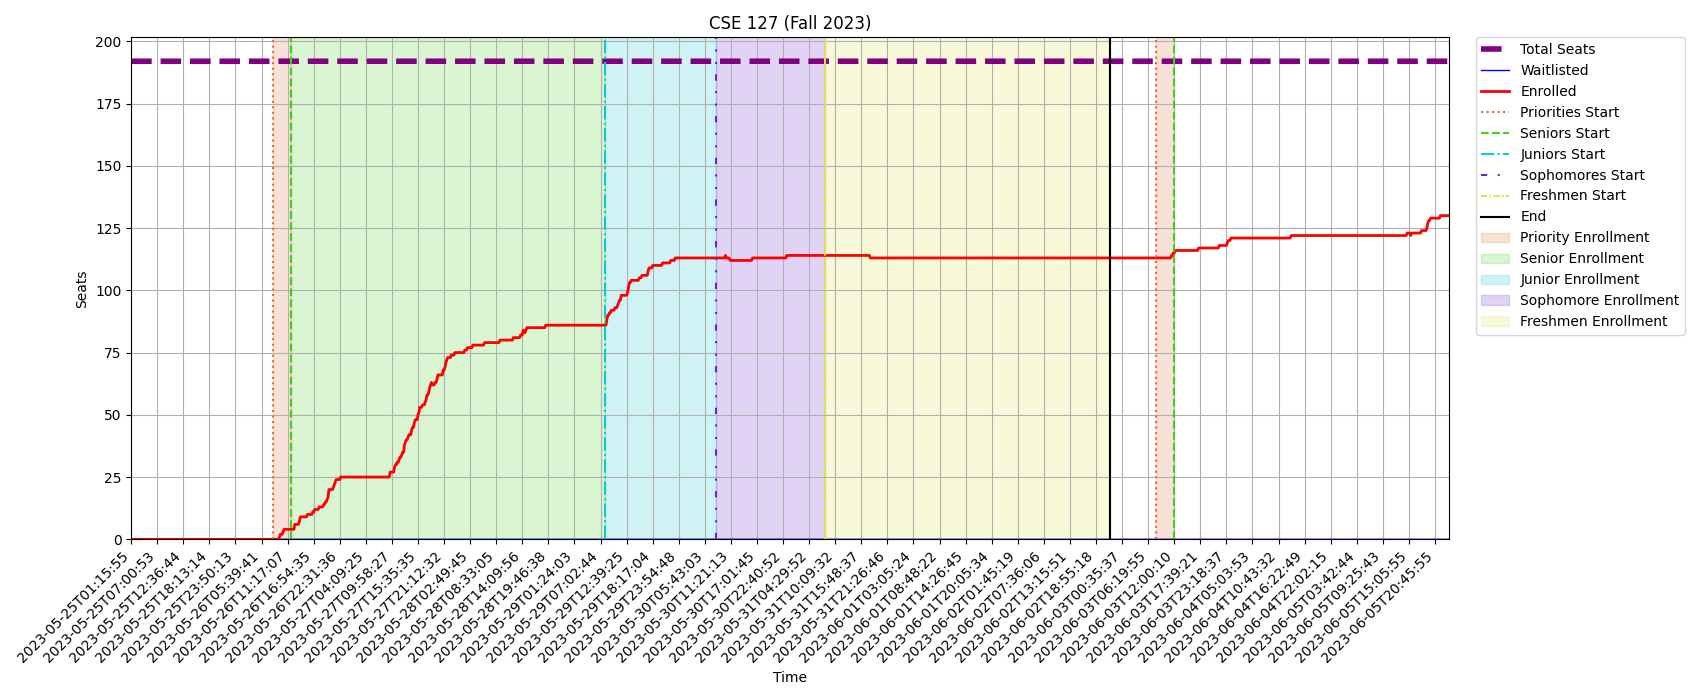 CSE 127 (Fall 2023)
200
175
150
125
100
75
50
25
0
Seats
2023-05-25T01:15:55
2023-05-25T07:00:53
2023-05-25T12:36:44
2023-05-25T18:13:14
2023-05-25T23:50:13
2023-05-26T05:39:41
2023-05-26T11:17:07
2023-05-26T16:54:35
2023-05-26T22:31:36
2023-05-27T04:09:25
2023-05-27T09:58:27
2023-05-27T15:35:35
2023-05-27T21:12:32
2023-05-28T02:49:45
2023-05-28T08:33:05
2023-05-28T14:09:56
2023-05-28T19:46:38
2023-05-29T01:24:03
2023-05-29T07:02:44
2023-05-29T12:39:25
2023-05-29T18:17:04
2023-05-29T23:54:48
2023-05-30T05:43:03
2023-05-30T11:21:13
2023-05-30T17:01:45
2023-05-30T22:40:52
2023-05-31T04:29:52
2023-05-31T10:09:32
2023-05-31T15:48:37
2023-05-31T21:26:46
2023-06-01T03:05:24
2023-06-01T08:48:22
2023-06-01T14:26:45
2023-06-01T20:05:34
2023-06-02T01:45:19
2023-06-02T07:36:06
2023-06-02T13:15:51
2023-06-02T18:55:18
2023-06-03T00:35:37
2023-06-03T06:19:55
2023-06-03T12:00:10
2023-06-03T17:39:21
2023-06-03T23:18:37
2023-06-04T05:03:53
2023-06-04T10:43:32
2023-06-04T16:22:49
2023-06-04T22:02:15
2023-06-05T03:42:44
2023-06-05T09:25:43
2023-06-05T15:05:55
2023-06-05T20:45:55
Time
Total Seats
Waitlisted
Enrolled
Priorities Start
Seniors Start
Juniors Start
Sophomores Start
Freshmen Start
End
Priority Enrollment
Senior Enrollment
Junior Enrollment
Sophomore Enrollment
Freshmen Enrollment